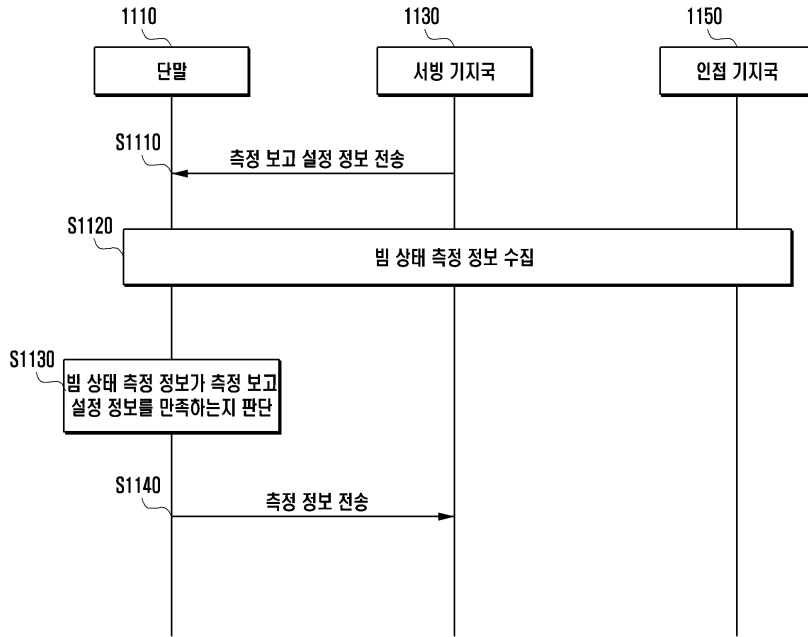 1110
1130
1150
단말
서빙 기지국
인접 기지국
S1110
측정 보고 설정 정보 전송
S1120
빔 상태 측정 정보 수집
S1130
빔 상태 측정 정보가 측정 보고
설정 정보를 만족하는지 판단
S1140
측정 정보 전송